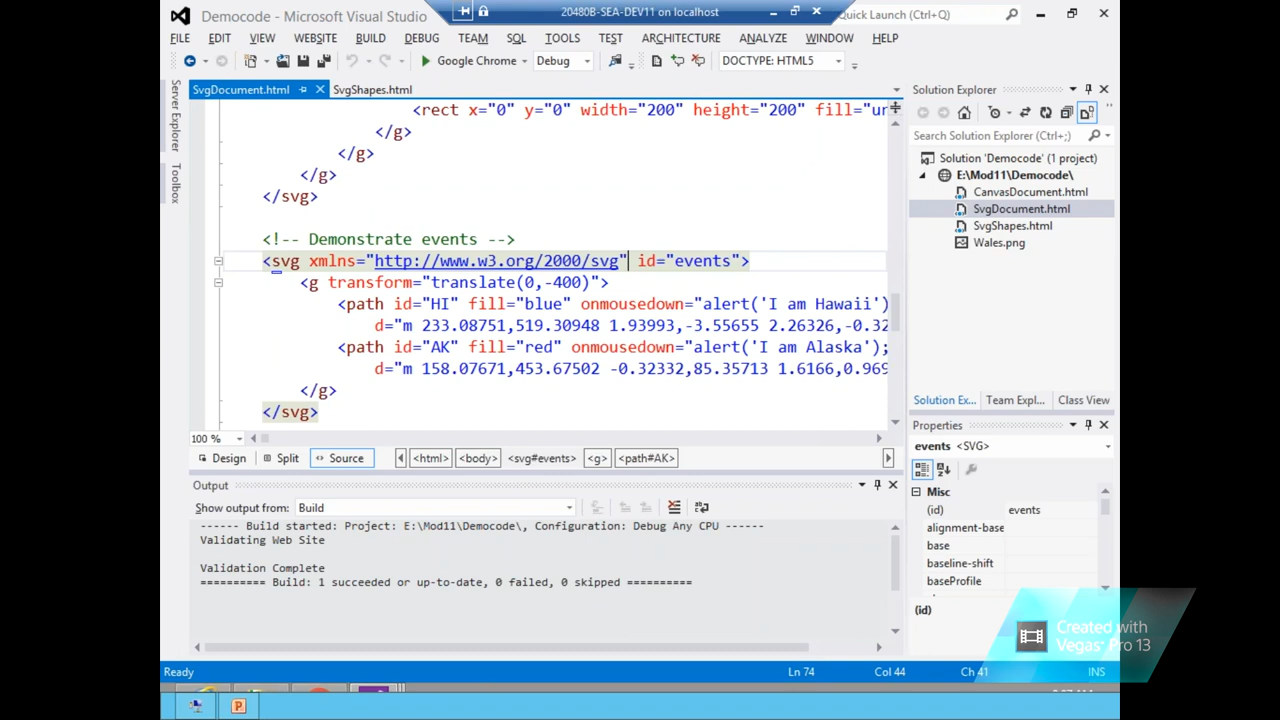 Democode - Microsoft Visual Studio
20480B-SEA-DEV11 on localhost
Quick Launch (Ctrl+Q)
FILE EDIT VIEW WEBSITE BUILD DEBUG TEAM SQL TOOLS TEST ARCHITECTURE ANALYZE WINDOW HELP
Google Chrome Debug DOCTYPE: HTML5
Server Explorer
Toolbox
SvgDocument.html SvgShapes.html
<rect x="0" y="0" width="200" height="200" fill="ur
</g>
</g>
</g>
</svg>
<!-- Demonstrate events -->
<svg xmlns="http://www.w3.org/2000/svg" id="events">
<g transform="translate(0,-400)">
<path id="HI" fill="blue" onmousedown="alert('I am Hawaii')
d="m 233.08751,519.30948 1.93993,-3.55655 2.26326,-0.32
<path id="AK" fill="red" onmousedown="alert('I am Alaska');
d="m 158.07671,453.67502 -0.32332,85.35713 1.6166,0.969
</g>
</svg>
100 %
Design Split Source <html> <body> <svg#events> <g> <path#AK>
Output
Show output from: Build
------ Build started: Project: E:\Mod11\Democode\, Configuration: Debug Any CPU ------
Validating Web Site
Validation Complete
========== Build: 1 succeeded or up-to-date, 0 failed, 0 skipped ==========
Solution Explorer
Search Solution Explorer (Ctrl+;)
Solution 'Democode' (1 project)
E:\Mod11\Democode\
CanvasDocument.html
SvgDocument.html
SvgShapes.html
Wales.png
Solution Ex... Team Expl... Class View
Properties
events <SVG>
Misc
(id) events
alignment-base
base
baseline-shift
baseProfile
(id)
Created with
Vegas Pro 13
Ready Ln 74 Col 44 Ch 41 INS